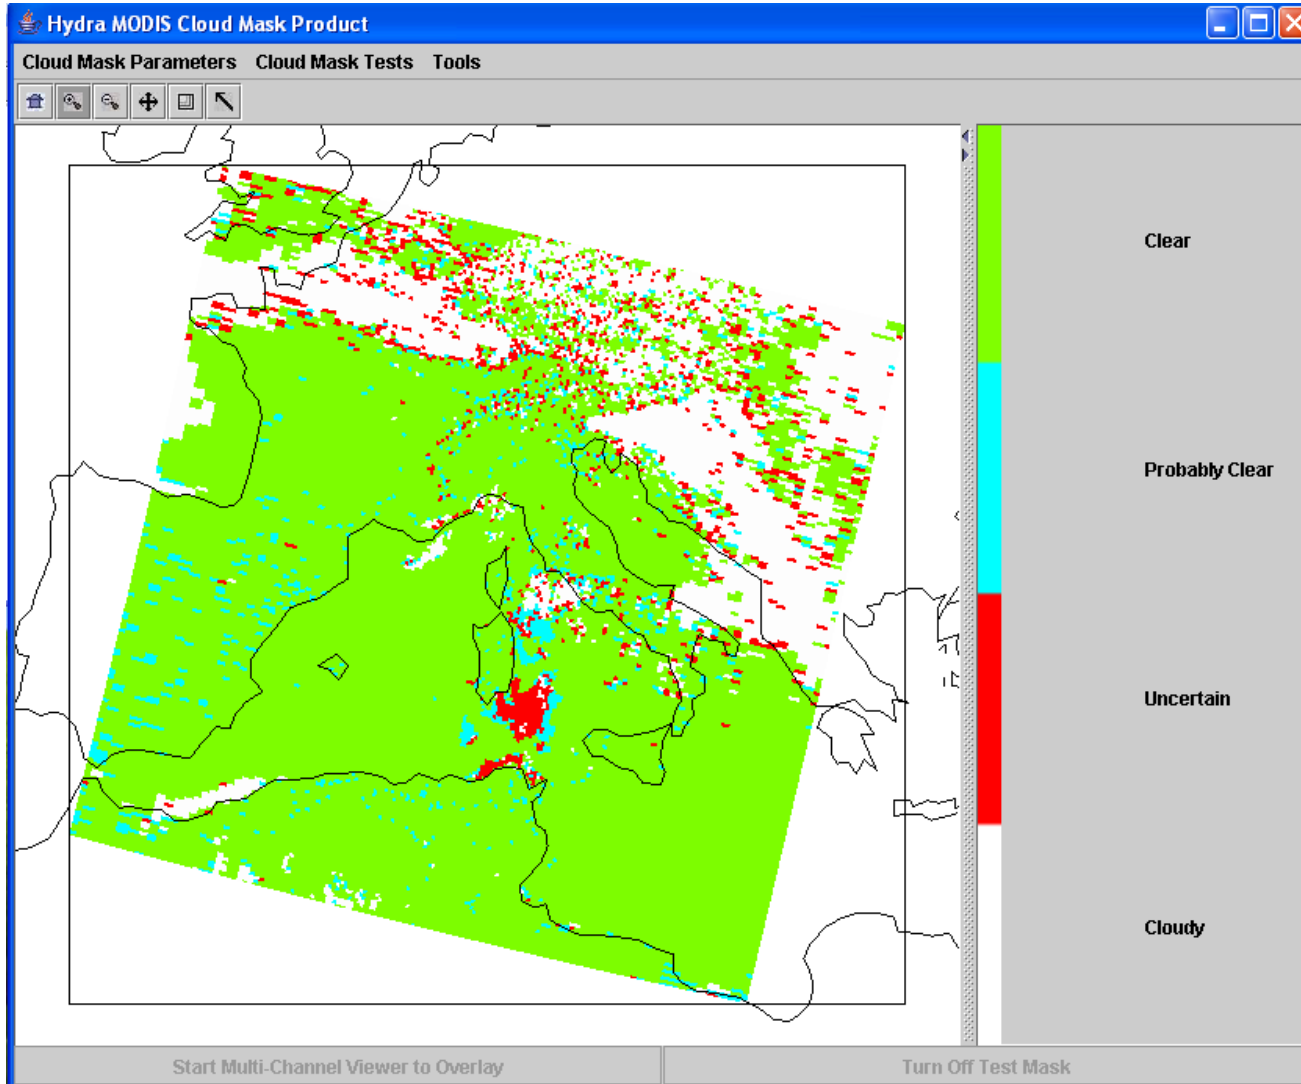 Hydra MODIS Cloud Mask Product
Cloud Mask Parameters Cloud Mask Tests Tools
Clear
Probably Clear
Uncertain
Cloudy
Start Multi-Channel Viewer to Overlay Turn Off Test Mask